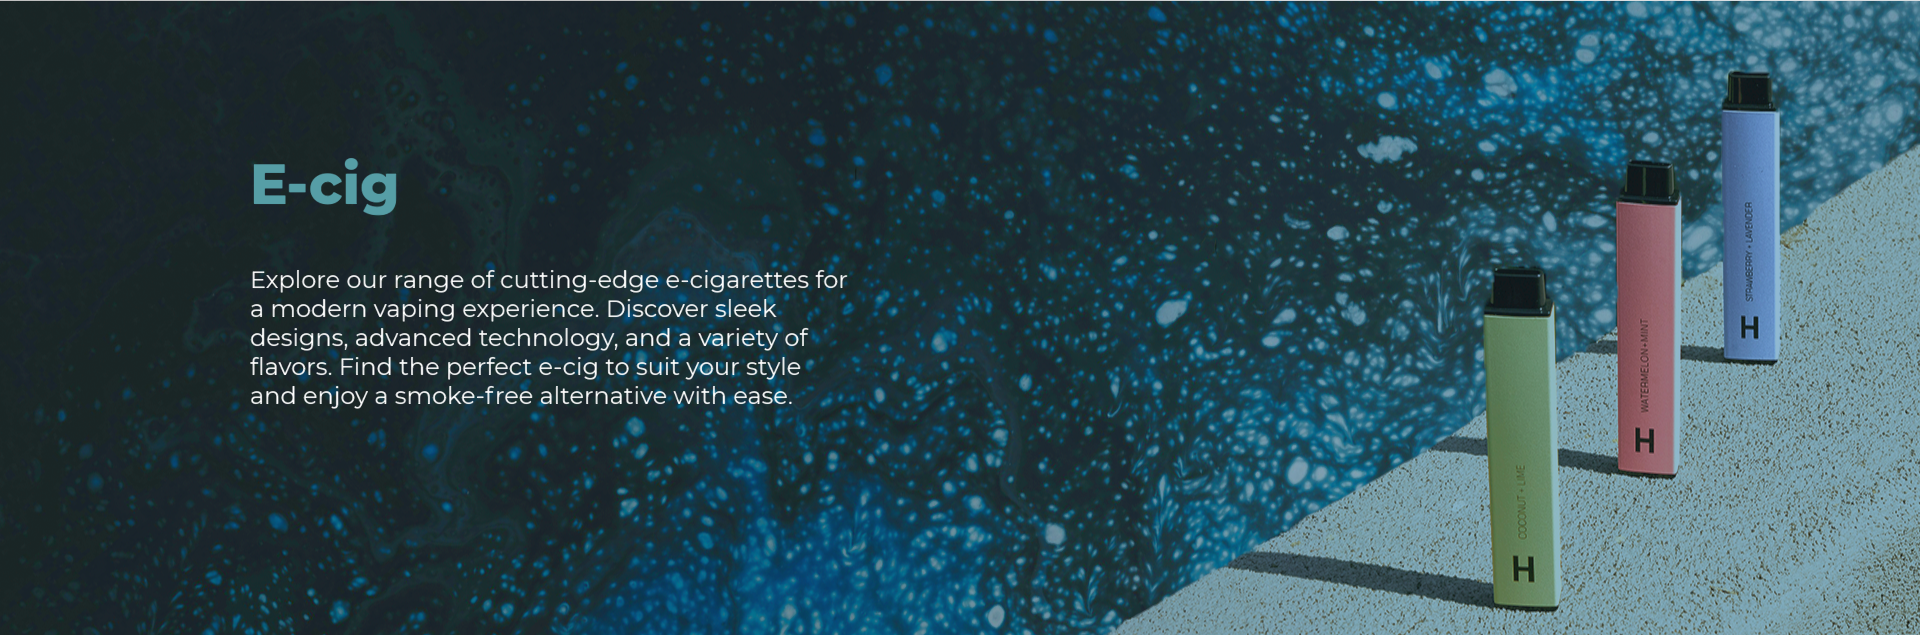 E-cig
Explore our range of cutting-edge e-cigarettes for
a modern vaping experience. Discover sleek
designs, advanced technology, and a variety of
flavors. Find the perfect e-cig to suit your style
and enjoy a smoke-free alternative with ease.
STRAWBERRY + LAVENDER
H
WATERMELON + MINT
H
COCONUT + LIME
H